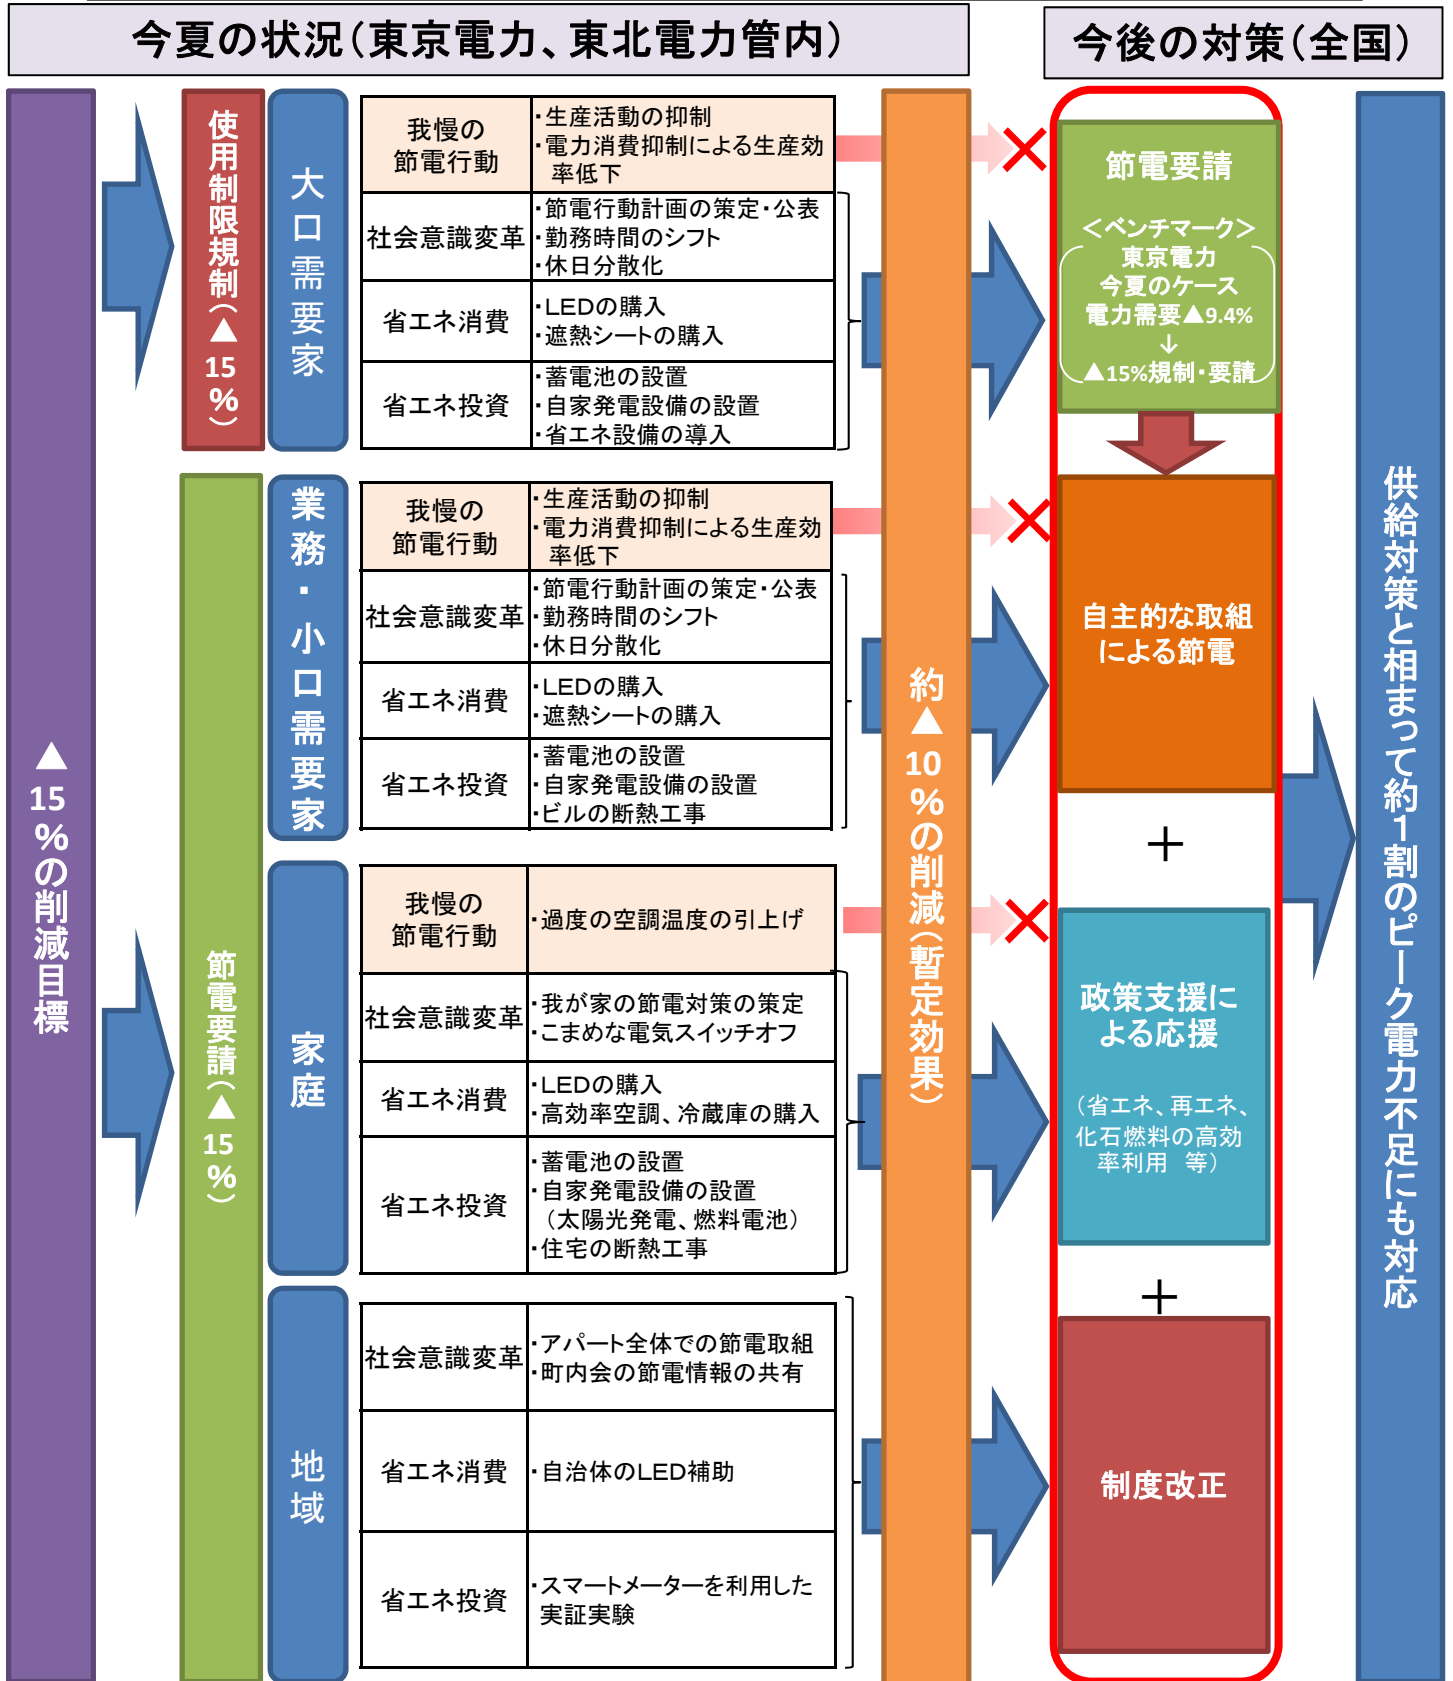 今夏の状況(東京電力、東北電力管内)
今後の対策(全国)
▲15%の削減目標
使用制限規制(▲15%)
大口需要家
我慢の
節電行動
・生産活動の抑制
・電力消費抑制による生産効
率低下
社会意識変革
・節電行動計画の策定・公表
・勤務時間のシフト
・休日分散化
省エネ消費
・LEDの購入
・遮熱シートの購入
省エネ投資
・蓄電池の設置
・自家発電設備の設置
・省エネ設備の導入
節電要請(▲15%)
業務・小口需要家
我慢の
節電行動
・生産活動の抑制
・電力消費抑制による生産効
率低下
社会意識変革
・節電行動計画の策定・公表
・勤務時間のシフト
・休日分散化
省エネ消費
・LEDの購入
・遮熱シートの購入
省エネ投資
・蓄電池の設置
・自家発電設備の設置
・ビルの断熱工事
家庭
我慢の
節電行動
・過度の空調温度の引上げ
社会意識変革
・我が家の節電対策の策定
・こまめな電気スイッチオフ
省エネ消費
・LEDの購入
・高効率空調、冷蔵庫の購入
省エネ投資
・蓄電池の設置
・自家発電設備の設置
(太陽光発電、燃料電池)
・住宅の断熱工事
地域
社会意識変革
・アパート全体での節電取組
・町内会の節電情報の共有
省エネ消費
・自治体のLED補助
省エネ投資
・スマートメーターを利用した
実証実験
約▲10%の削減(暫定効果)
節電要請
<ベンチマーク>
東京電力
今夏のケース
電力需要▲9.4%
↓
▲15%規制・要請
自主的な取組
による節電
+
政策支援に
よる応援
(省エネ、再エネ、
化石燃料の高効
率利用 等)
+
制度改正
供給対策と相まって約1割のピーク電力不足にも対応